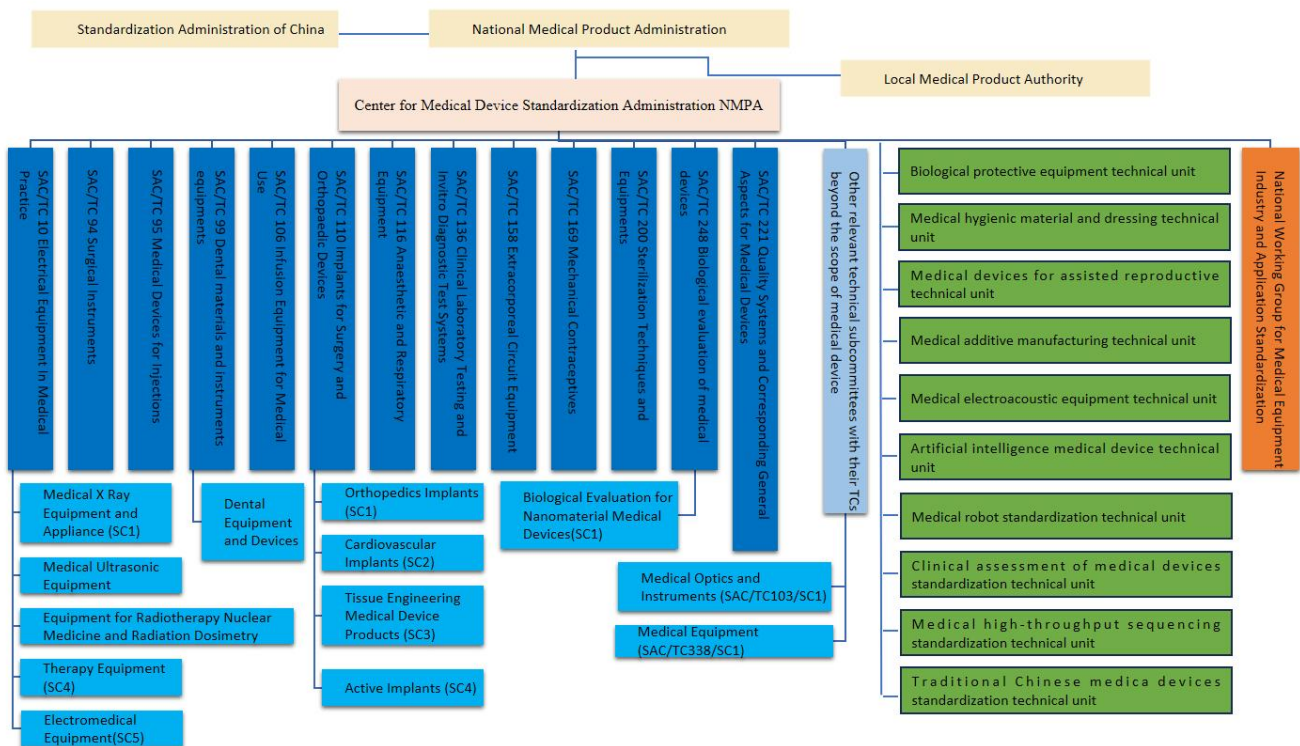 Standardization Administration of China
National Medical Product Administration
Local Medical Product Authority
Center for Medical Device Standardization Administration NMPA
SAC/TC 10 Electrical Equipment In Medical
Practice
SAC/TC 94 Surgical Instruments
SAC/TC 95 Medical Devices for Injections
SAC/TC 99 Dental materials and instruments
equipments
SAC/TC 106 Infusion Equipment for Medical
Use
SAC/TC 110 Implants for Surgery and
Orthopaedic Devices
SAC/TC 116 Anaesthetic and Respiratory
Equipment
SAC/TC 136 Clinical Laboratory Testing and
Invitro Diagnostic Test Systems
SAC/TC 158 Extracorporeal Circuit Equipment
SAC/TC 169 Mechanical Contraceptives
SAC/TC 200 Sterilization Techniques and
Equipments
SAC/TC 248 Biological evaluation of medical
devices
SAC/TC 221 Quality Systems and Corresponding General
Aspects for Medical Devices
Other relevant technical subcommittees with their TCs
beyond the scope of medical device
Biological protective equipment technical unit
Medical hygienic material and dressing technical
unit
Medical devices for assisted reproductive
technical unit
Medical additive manufacturing technical unit
Medical electroacoustic equipment technical unit
Artificial intelligence medical device technical
unit
Medical robot standardization technical unit
Clinical assessment of medical devices
standardization technical unit
Medical high-throughput sequencing
standardization technical unit
Traditional Chinese medica devices
standardization technical unit
National Working Group for Medical Equipment
Industry and Application Standardization
Medical X Ray
Equipment and
Appliance (SC1)
Medical Ultrasonic
Equipment
Equipment for Radiotherapy Nuclear
Medicine and Radiation Dosimetry
Therapy Equipment
(SC4)
Electromedical
Equipment(SC5)
Dental
Equipment
and Devices
Orthopedics Implants
(SC1)
Cardiovascular
Implants (SC2)
Tissue Engineering
Medical Device
Products (SC3)
Active Implants (SC4)
Biological Evaluation for
Nanomaterial Medical
Devices(SC1)
Medical Optics and
Instruments (SAC/TC103/SC1)
Medical Equipment
(SAC/TC338/SC1)